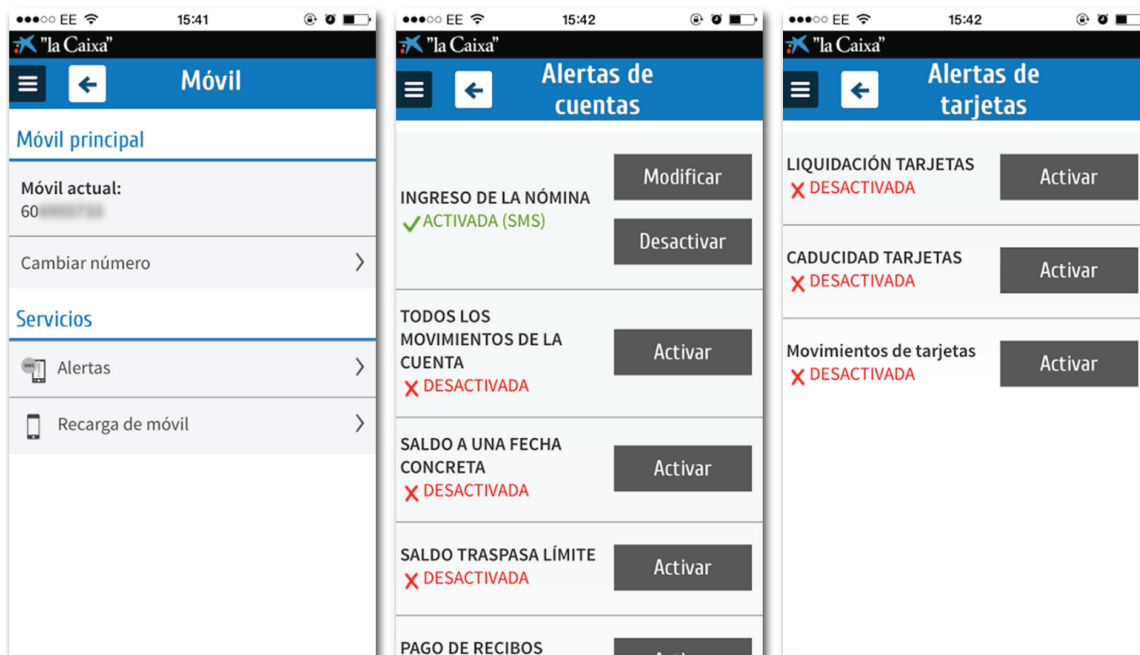 EE 15:41
"la Caixa"
Móvil
Móvil principal
Móvil actual:
60
Cambiar número
Servicios
Alertas
Recarga de móvil
EE 15:42
"la Caixa"
Alertas de
cuentas
INGRESO DE LA NÓMINA
ACTIVADA (SMS)
Modificar
Desactivar
TODOS LOS
MOVIMIENTOS DE LA
CUENTA
DESACTIVADA
Activar
SALDO A UNA FECHA
CONCRETA
DESACTIVADA
Activar
SALDO TRASPASA LÍMITE
DESACTIVADA
Activar
PAGO DE RECIBOS
EE 15:42
"la Caixa"
Alertas de
tarjetas
LIQUIDACIÓN TARJETAS
DESACTIVADA
Activar
CADUCIDAD TARJETAS
DESACTIVADA
Activar
Movimientos de tarjetas
DESACTIVADA
Activar